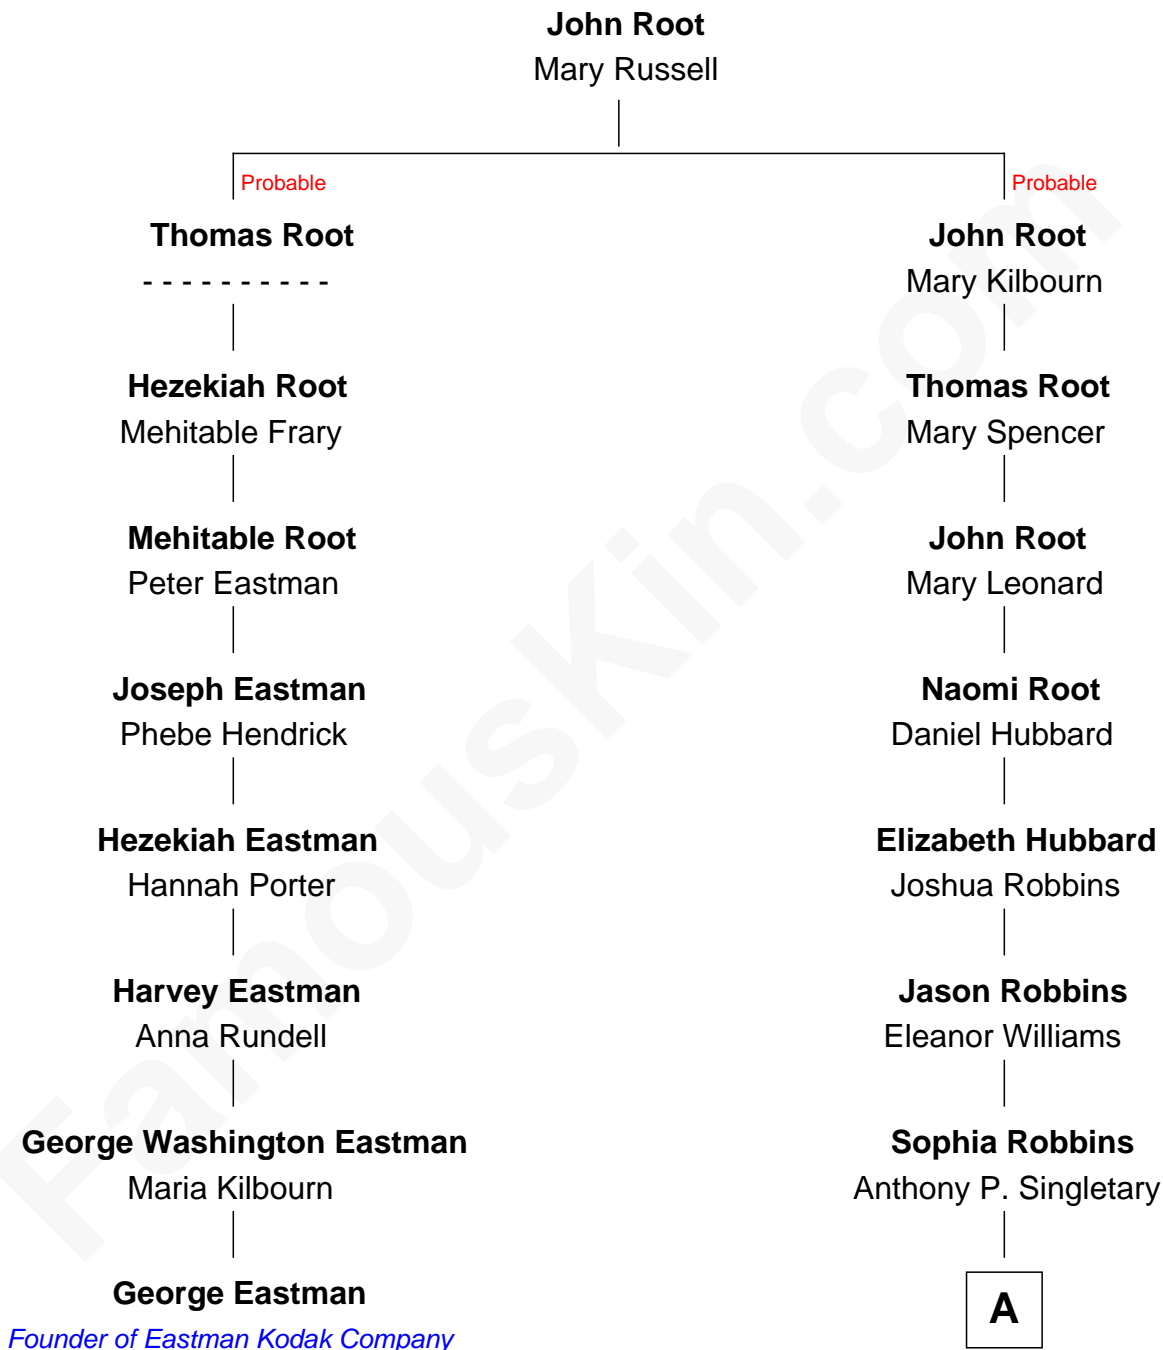 John Root
Mary Russell
Probable
Probable
Thomas Root
John Root
- - - - - - - - - -
Mary Kilbourn
Hezekiah Root
Thomas Root
Mehitable Frary
Mary Spencer
Mehitable Root
John Root
Peter Eastman
Mary Leonard
Joseph Eastman
Naomi Root
Phebe Hendrick
Daniel Hubbard
Hezekiah Eastman
Elizabeth Hubbard
Hannah Porter
Joshua Robbins
Harvey Eastman
Jason Robbins
Anna Rundell
Eleanor Williams
George Washington Eastman
Sophia Robbins
Maria Kilbourn
Anthony P. Singletary
George Eastman
A
Founder of Eastman Kodak Company
FamousKin.com